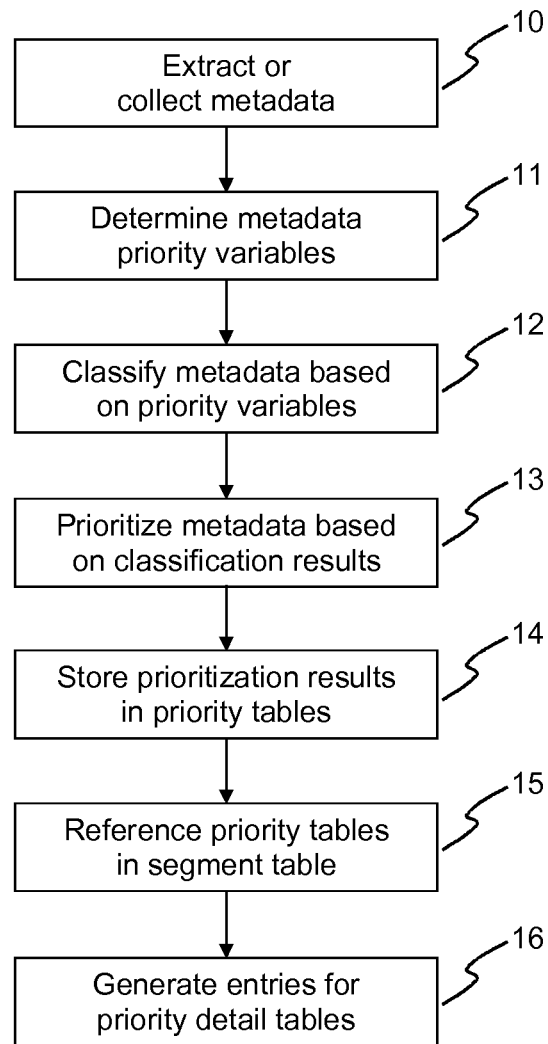 10
Extract or
collect metadata
11
Determine metadata
priority variables
12
Classify metadata based
on priority variables
13
Prioritize metadata based
on classification results
14
Store prioritization results
in priority tables
15
Reference priority tables
in segment table
16
Generate entries for
priority detail tables